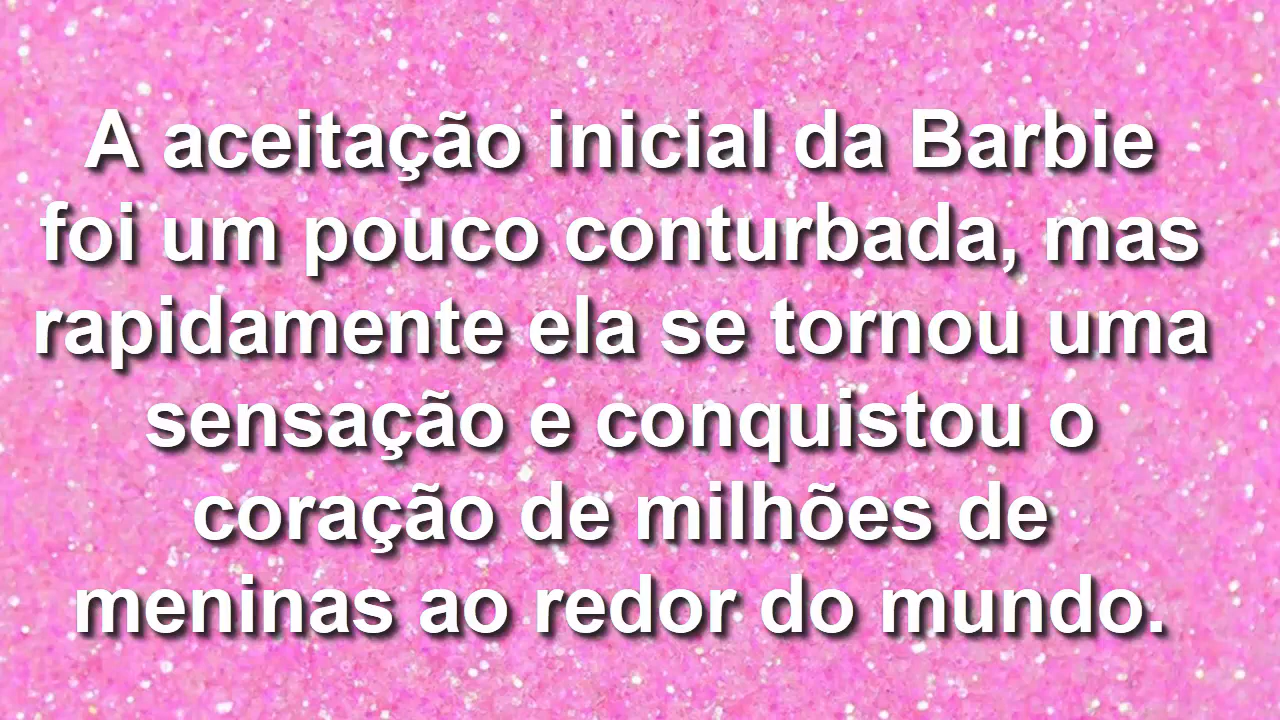 A aceitação inicial da Barbie
foi um pouco conturbada, mas
rapidamente ela se tornou uma
sensação e conquistou o
coração de milhões de
meninas ao redor do mundo.